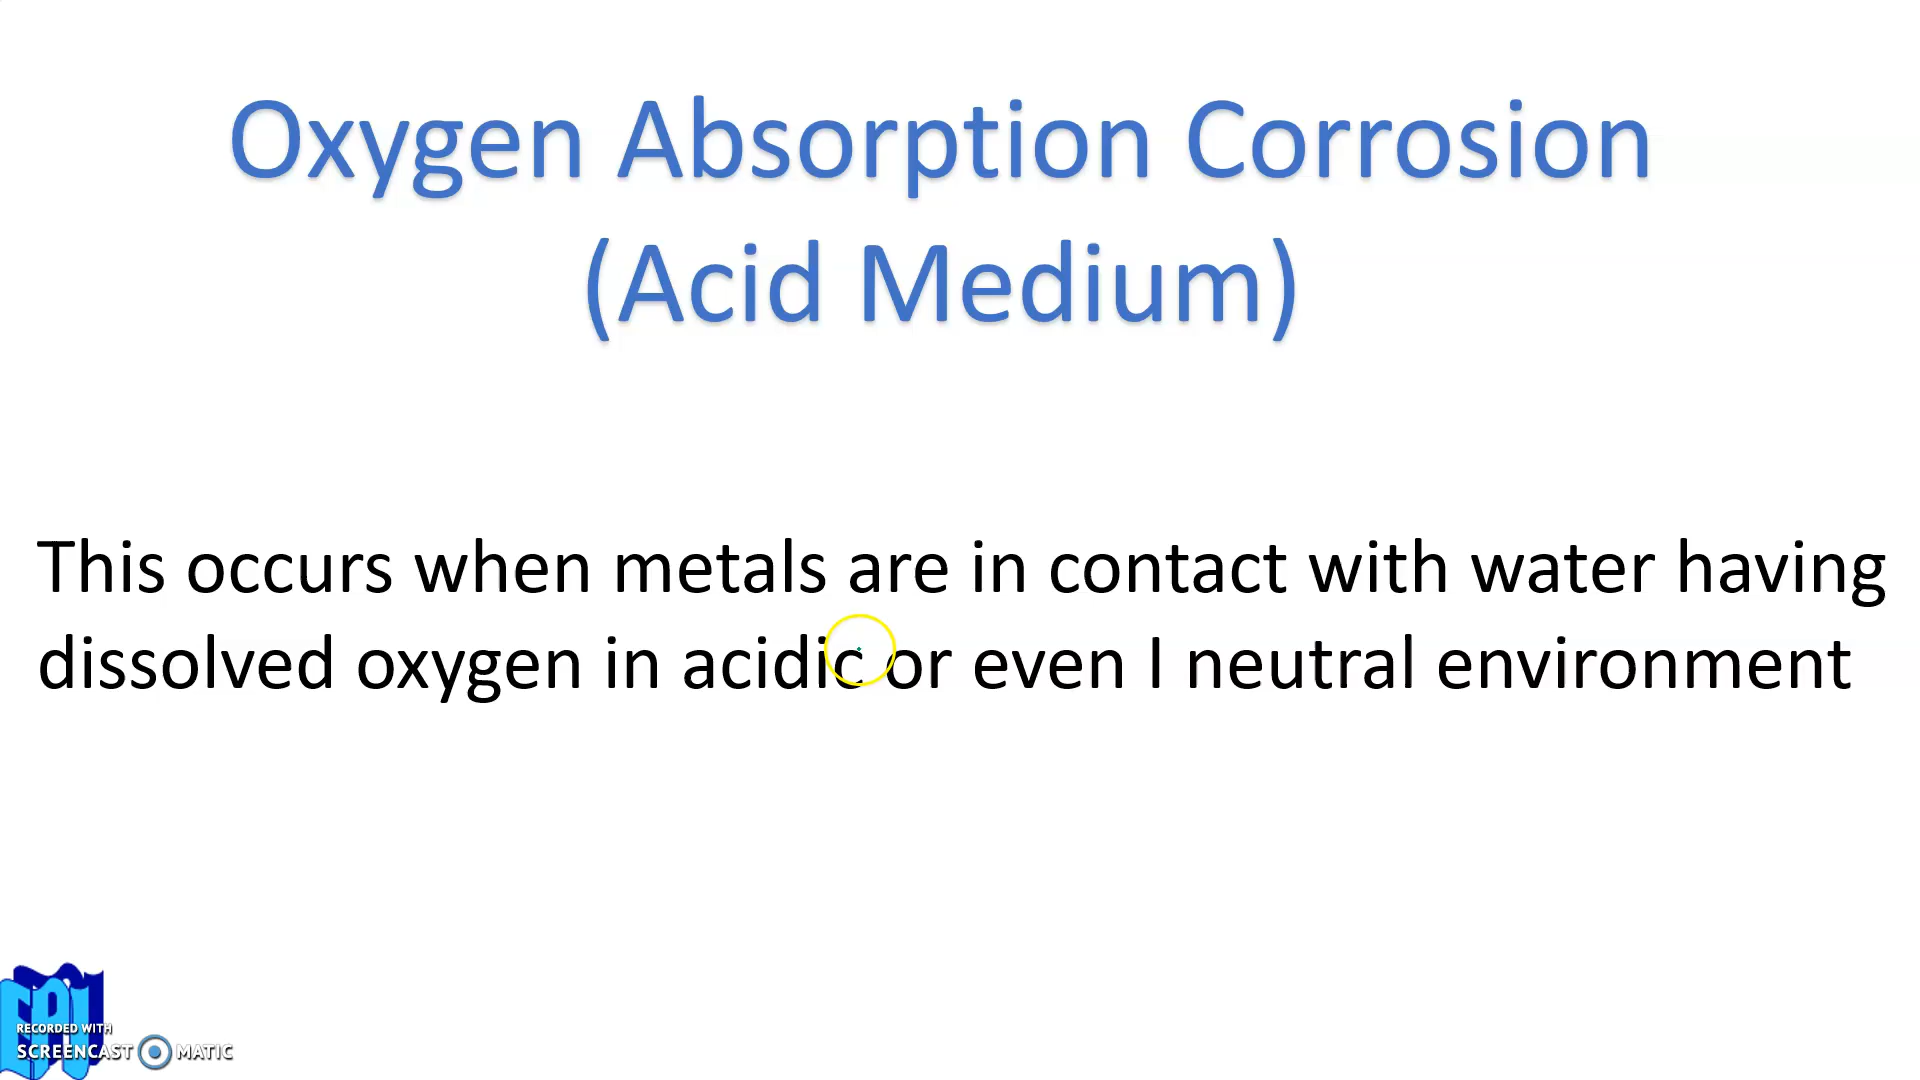 Oxygen Absorption Corrosion
(Acid Medium)
This occurs when metals are in contact with water having
dissolved oxygen in acidic or even I neutral environment
RECORDED WITH
SCREENCAST MATIC